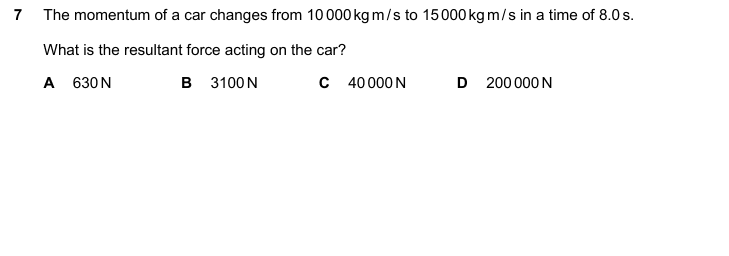 7 The momentum of a car changes from 10 000 kg m / s to 15 000 kg m / s in a time of 8.0 s.
What is the resultant force acting on the car?
A 630 N B 3100 N C 40 000 N D 200 000 N